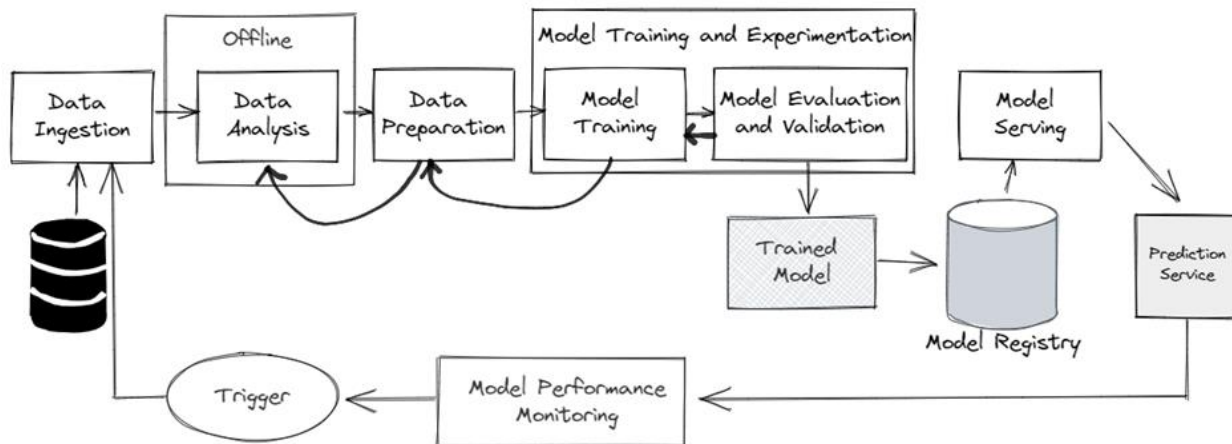 Offline
Model Training and Experimentation
Data
Ingestion
Data
Analysis
Data
Preparation
Model
Training
Model Evaluation
and Validation
Model
Serving
Trained
Model
Prediction
Service
Model Registry
Trigger
Model Performance
Monitoring